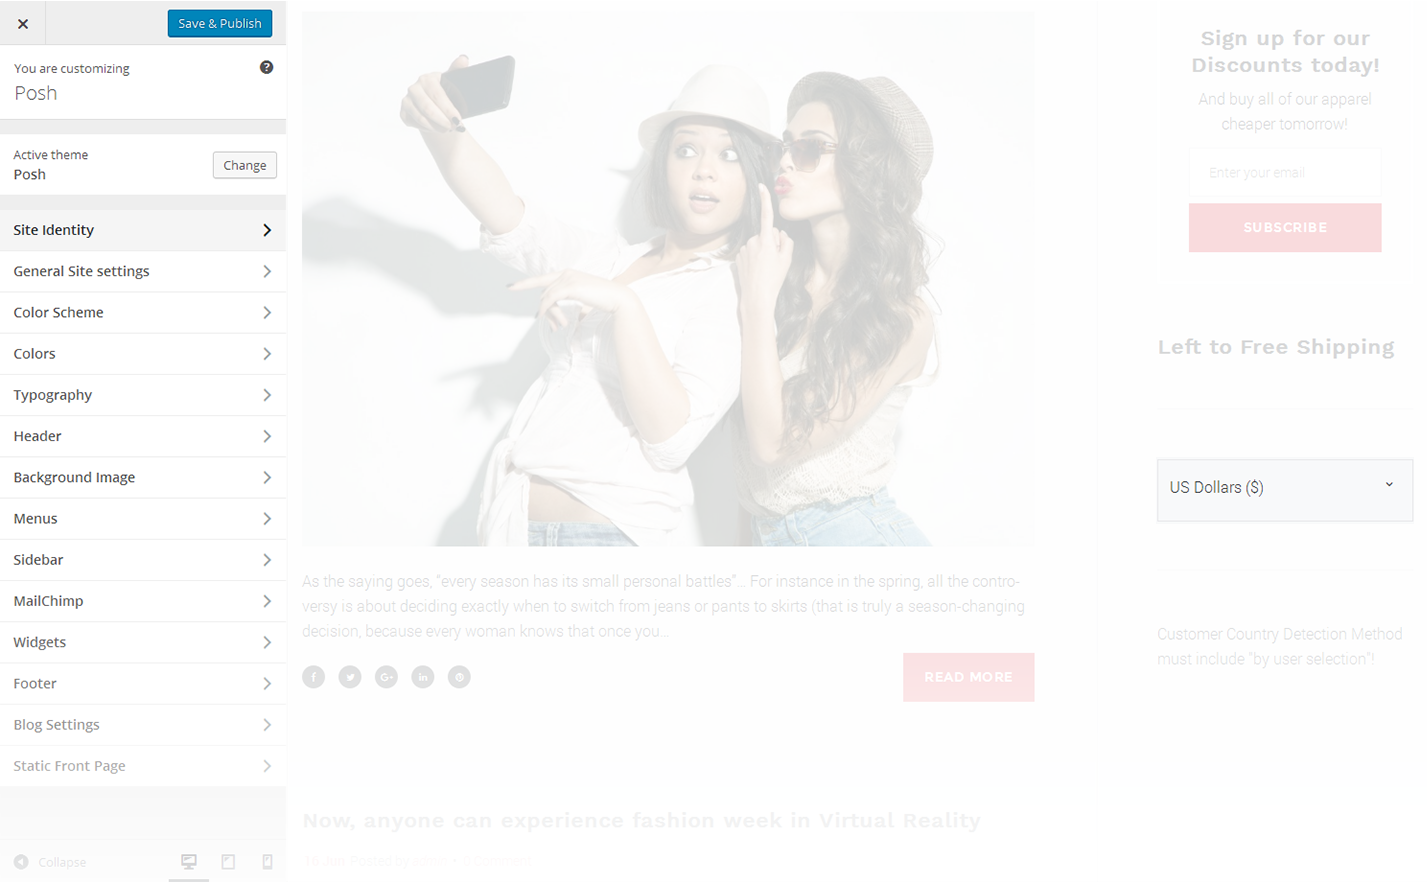 Save & Publish
You are customizing
Posh
Active theme
Posh
Change
Site Identity
General Site settings
Color Scheme
Colors
Typography
Header
Background Image
Menus
Sidebar
MailChimp
Widgets
Footer
Blog Settings
Static Front Page
Collapse
As the saying goes, “every season has its small personal battles”… For instance in the spring, all the contro-
versy is about deciding exactly when to switch from jeans or pants to skirts (that is truly a season-changing
decision, because every woman knows that once you...
READ MORE
Now, anyone can experience fashion week in Virtual Reality
Sign up for our
Discounts today!
And buy all of our apparel
cheaper tomorrow!
Enter your email
SUBSCRIBE
Left to Free Shipping
US Dollars ($)
Customer Country Detection Method
must include "by user selection"!